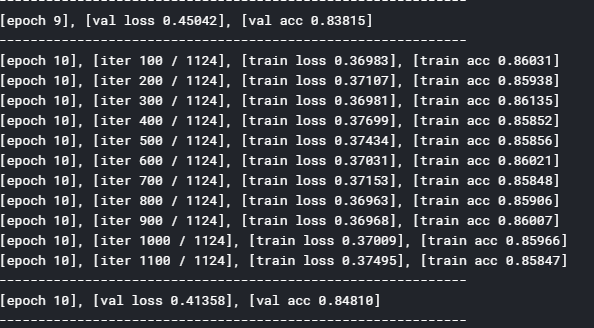 ------------------------------------------------------------
[epoch 9], [val loss 0.45042], [val acc 0.83815]
------------------------------------------------------------
[epoch 10], [iter 100 / 1124], [train loss 0.36983], [train acc 0.86031]
[epoch 10], [iter 200 / 1124], [train loss 0.37107], [train acc 0.85938]
[epoch 10], [iter 300 / 1124], [train loss 0.36981], [train acc 0.86135]
[epoch 10], [iter 400 / 1124], [train loss 0.37699], [train acc 0.85852]
[epoch 10], [iter 500 / 1124], [train loss 0.37434], [train acc 0.85856]
[epoch 10], [iter 600 / 1124], [train loss 0.37031], [train acc 0.86021]
[epoch 10], [iter 700 / 1124], [train loss 0.37153], [train acc 0.85848]
[epoch 10], [iter 800 / 1124], [train loss 0.36963], [train acc 0.85906]
[epoch 10], [iter 900 / 1124], [train loss 0.36968], [train acc 0.86007]
[epoch 10], [iter 1000 / 1124], [train loss 0.37009], [train acc 0.85966]
[epoch 10], [iter 1100 / 1124], [train loss 0.37495], [train acc 0.85847]
------------------------------------------------------------
[epoch 10], [val loss 0.41358], [val acc 0.84810]
------------------------------------------------------------